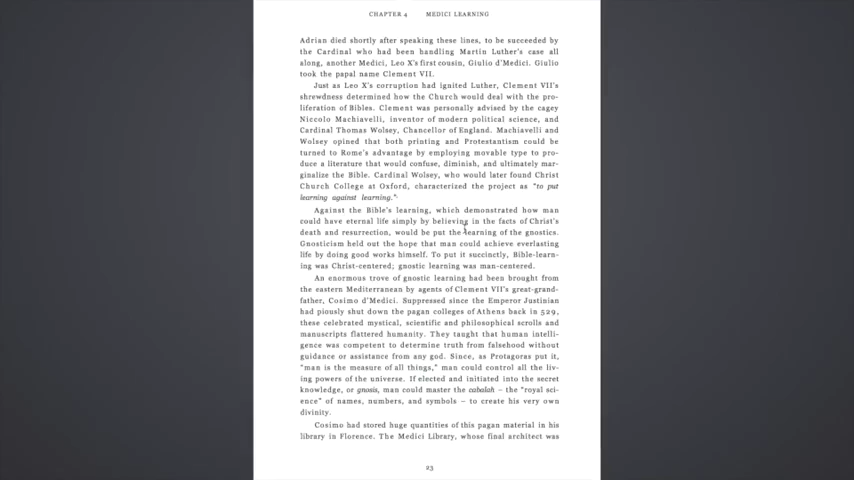 CHAPTER 4 MEDICI LEARNING
Adrian died shortly after speaking these lines, to be succeeded by
the Cardinal who had been handling Martin Luther's case all
along, another Medici, Leo X's first cousin, Giulio d'Medici. Giulio
took the papal name Clement VII.
Just as Leo X's corruption had ignited Luther, Clement VII's
shrewdness determined how the Church would deal with the pro-
liferation of Bibles. Clement was personally advised by the cagey
Niccolo Machiavelli, inventor of modern political science, and
Cardinal Thomas Wolsey, Chancellor of England. Machiavelli and
Wolsey opined that both printing and Protestantism could be
turned to Rome's advantage by employing movable type to pro-
duce a literature that would confuse, diminish, and ultimately mar-
ginalize the Bible. Cardinal Wolsey, who would later found Christ
Church College at Oxford, characterized the project as "to put
learning against learning."
Against the Bible's learning, which demonstrated how man
could have eternal life simply by believing in the facts of Christ's
death and resurrection, would be put the learning of the gnostics.
Gnosticism held out the hope that man could achieve everlasting
life by doing good works himself. To put it succinctly, Bible-learn-
ing was Christ-centered; gnostic learning was man-centered.
An enormous trove of gnostic learning had been brought from
the eastern Mediterranean by agents of Clement VII's great-grand-
father, Cosimo d'Medici. Suppressed since the Emperor Justinian
had piously shut down the pagan colleges of Athens back in 529,
these celebrated mystical, scientific and philosophical scrolls and
manuscripts flattered humanity. They taught that human intelli-
gence was competent to determine truth from falsehood without
guidance or assistance from any god. Since, as Protagoras put it,
"man is the measure of all things," man could control all the liv-
ing powers of the universe. If elected and initiated into the secret
knowledge, or gnosis, man could master the cabalah – the "royal sci-
ence" of names, numbers, and symbols – to create his very own
divinity.
Cosimo had stored huge quantities of this pagan material in his
library in Florence. The Medici Library, whose final architect was
23